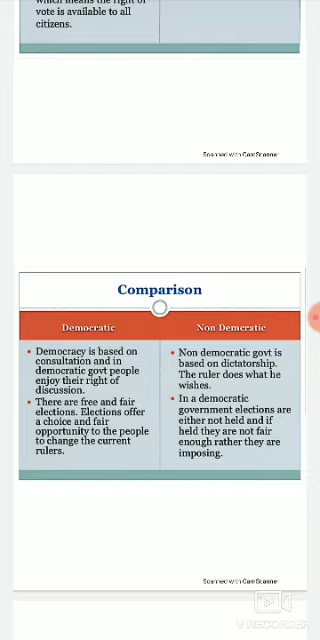 which means the right of
vote is available to all
citizens.
Scanned with CamScanner
Comparison
Democratic
Non Demcratic
• Democracy is based on
consultation and in
democratic govt people
enjoy their right of
discussion.
• There are free and fair
elections. Elections offer
a choice and fair
opportunity to the people
to change the current
rulers.
• Non democratic govt is
based on dictatorship.
The ruler does what he
wishes.
• In a democratic
government elections are
either not held and if
held they are not fair
enough rather they are
imposing.
Scanned with CamScanner
V RECORDER